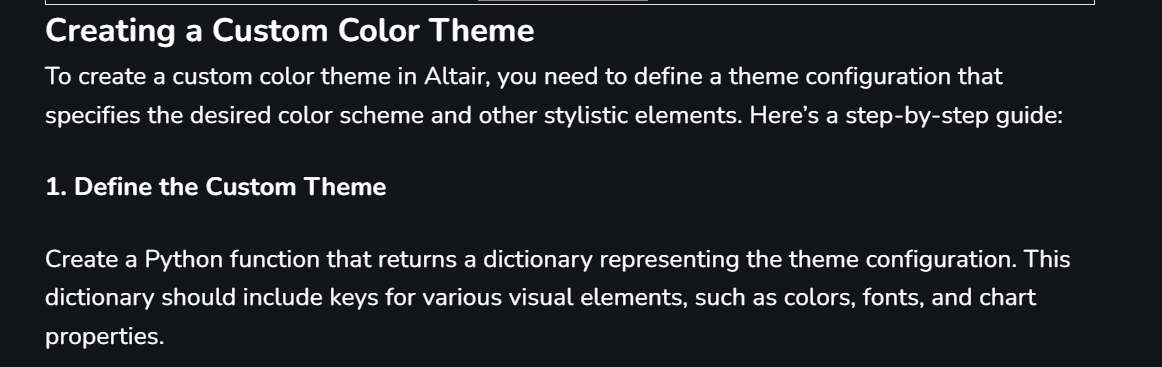 Creating a Custom Color Theme
To create a custom color theme in Altair, you need to define a theme configuration that
specifies the desired color scheme and other stylistic elements. Here’s a step-by-step guide:
1. Define the Custom Theme
Create a Python function that returns a dictionary representing the theme configuration. This
dictionary should include keys for various visual elements, such as colors, fonts, and chart
properties.